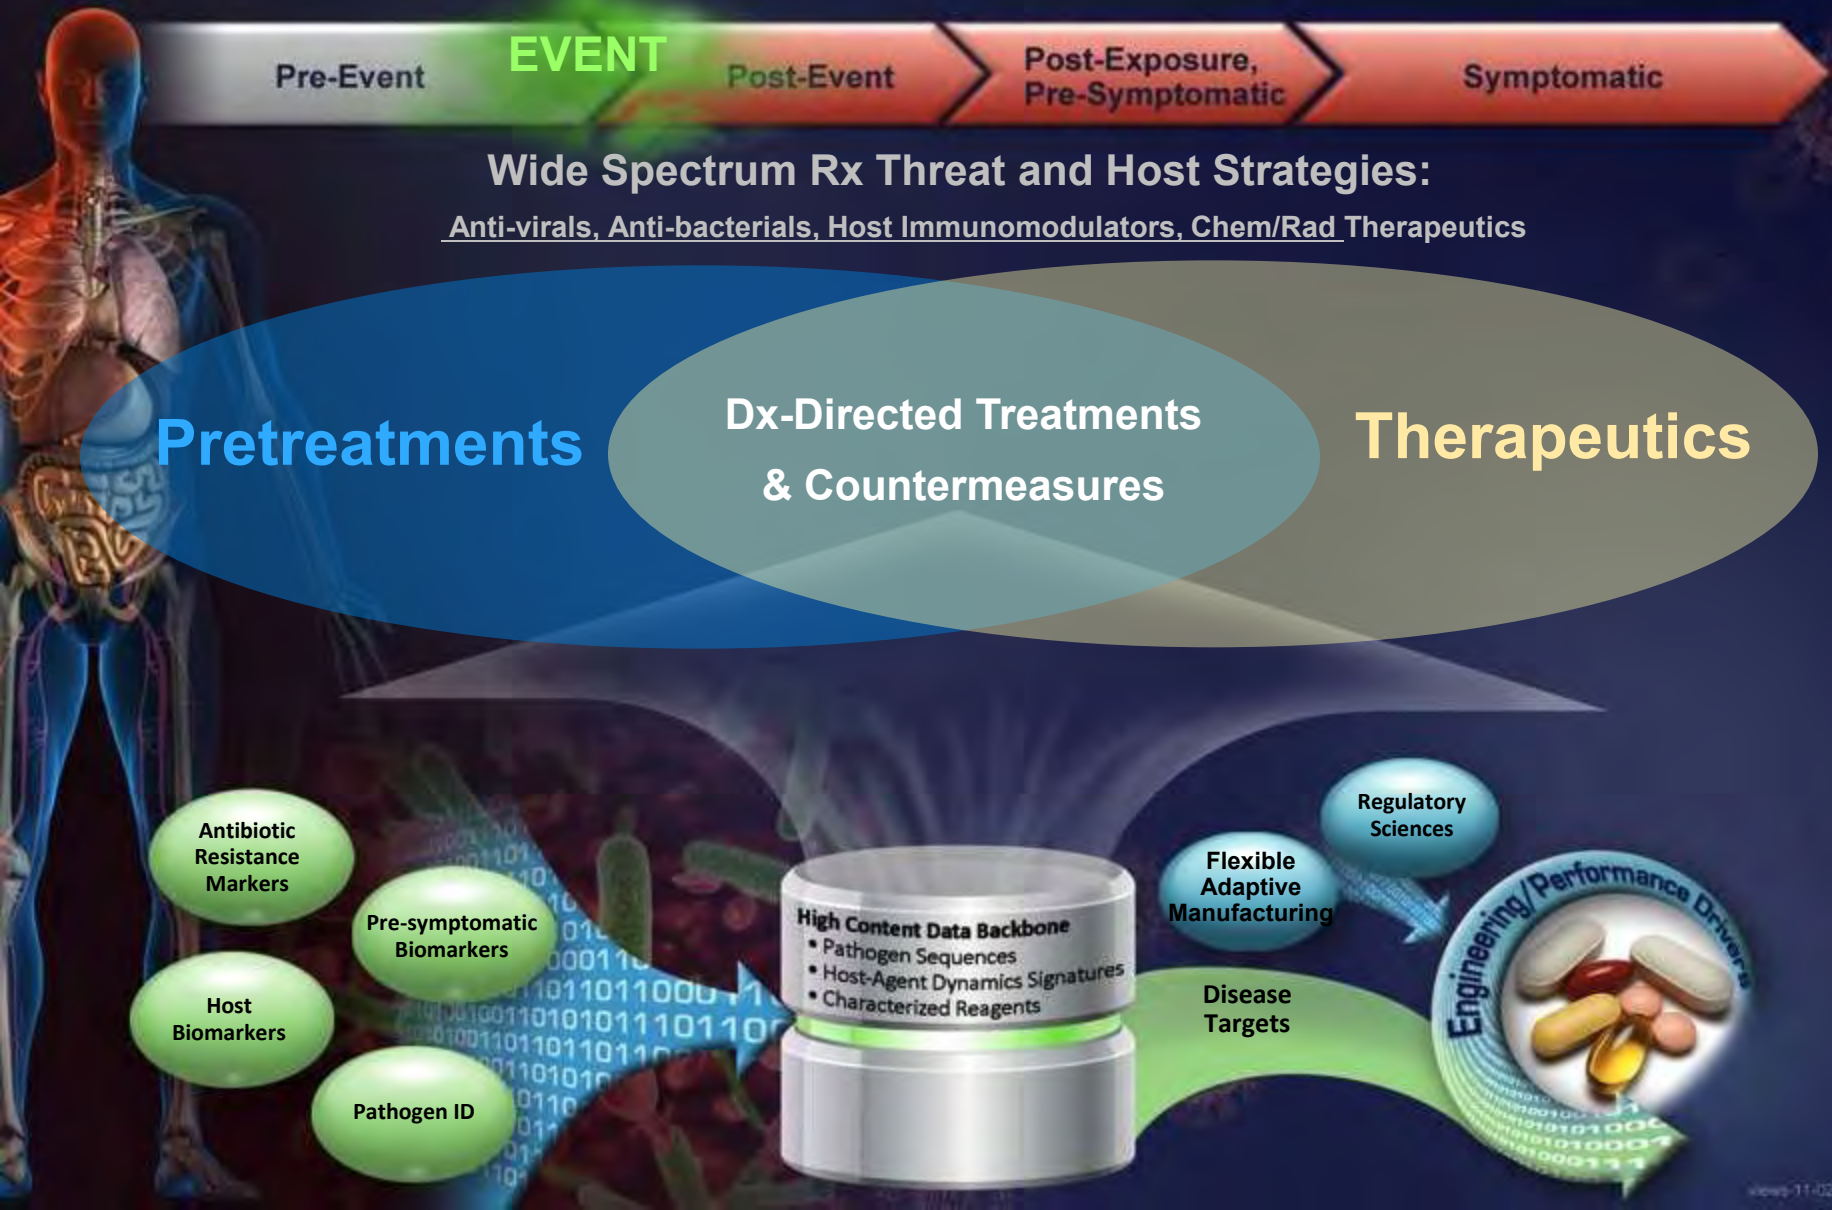 EVENT
Pre-Event
Post-Event
Post-Exposure,
Pre-Symptomatic
Symptomatic
Wide Spectrum Rx Threat and Host Strategies:
Anti-virals, Anti-bacterials, Host Immunomodulators, Chem/Rad Therapeutics
Pretreatments
Dx-Directed Treatments
& Countermeasures
Therapeutics
Antibiotic
Resistance
Markers
Pre-symptomatic
Biomarkers
Host
Biomarkers
Pathogen ID
High Content Data Backbone
• Pathogen Sequences
• Host-Agent Dynamics Signatures
• Characterized Reagents
Regulatory
Sciences
Flexible
Adaptive
Manufacturing
Disease
Targets
Engineering/Performance Drivers